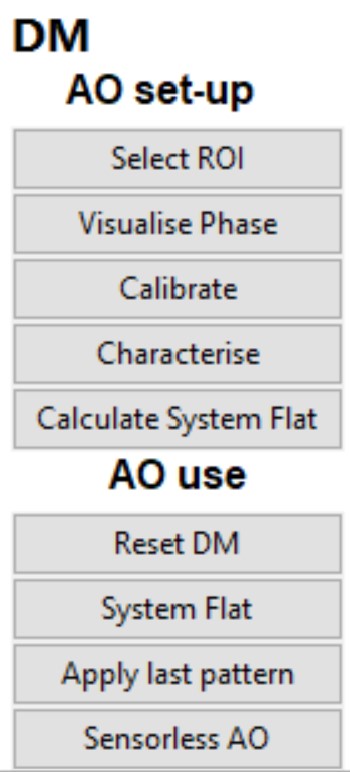 DM
AO set-up
Select ROI
Visualise Phase
Calibrate
Characterise
Calculate System Flat
AO use
Reset DM
System Flat
Apply last pattern
Sensorless AO